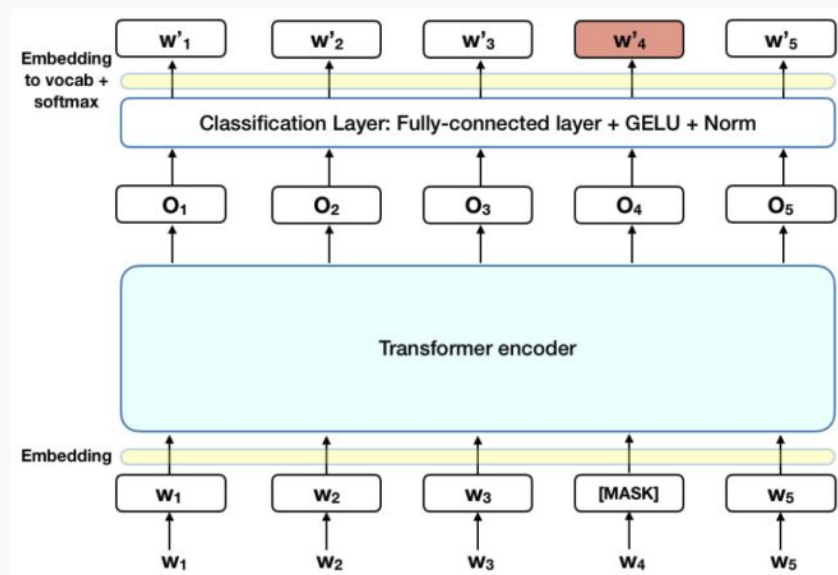 w'1 w'2 w'3 w'4 w'5
Embedding
to vocab +
softmax
Classification Layer: Fully-connected layer + GELU + Norm
O1 O2 O3 O4 O5
Transformer encoder
Embedding
W1 W2 W3 [MASK] W5
W1 W2 W3 W4 W5